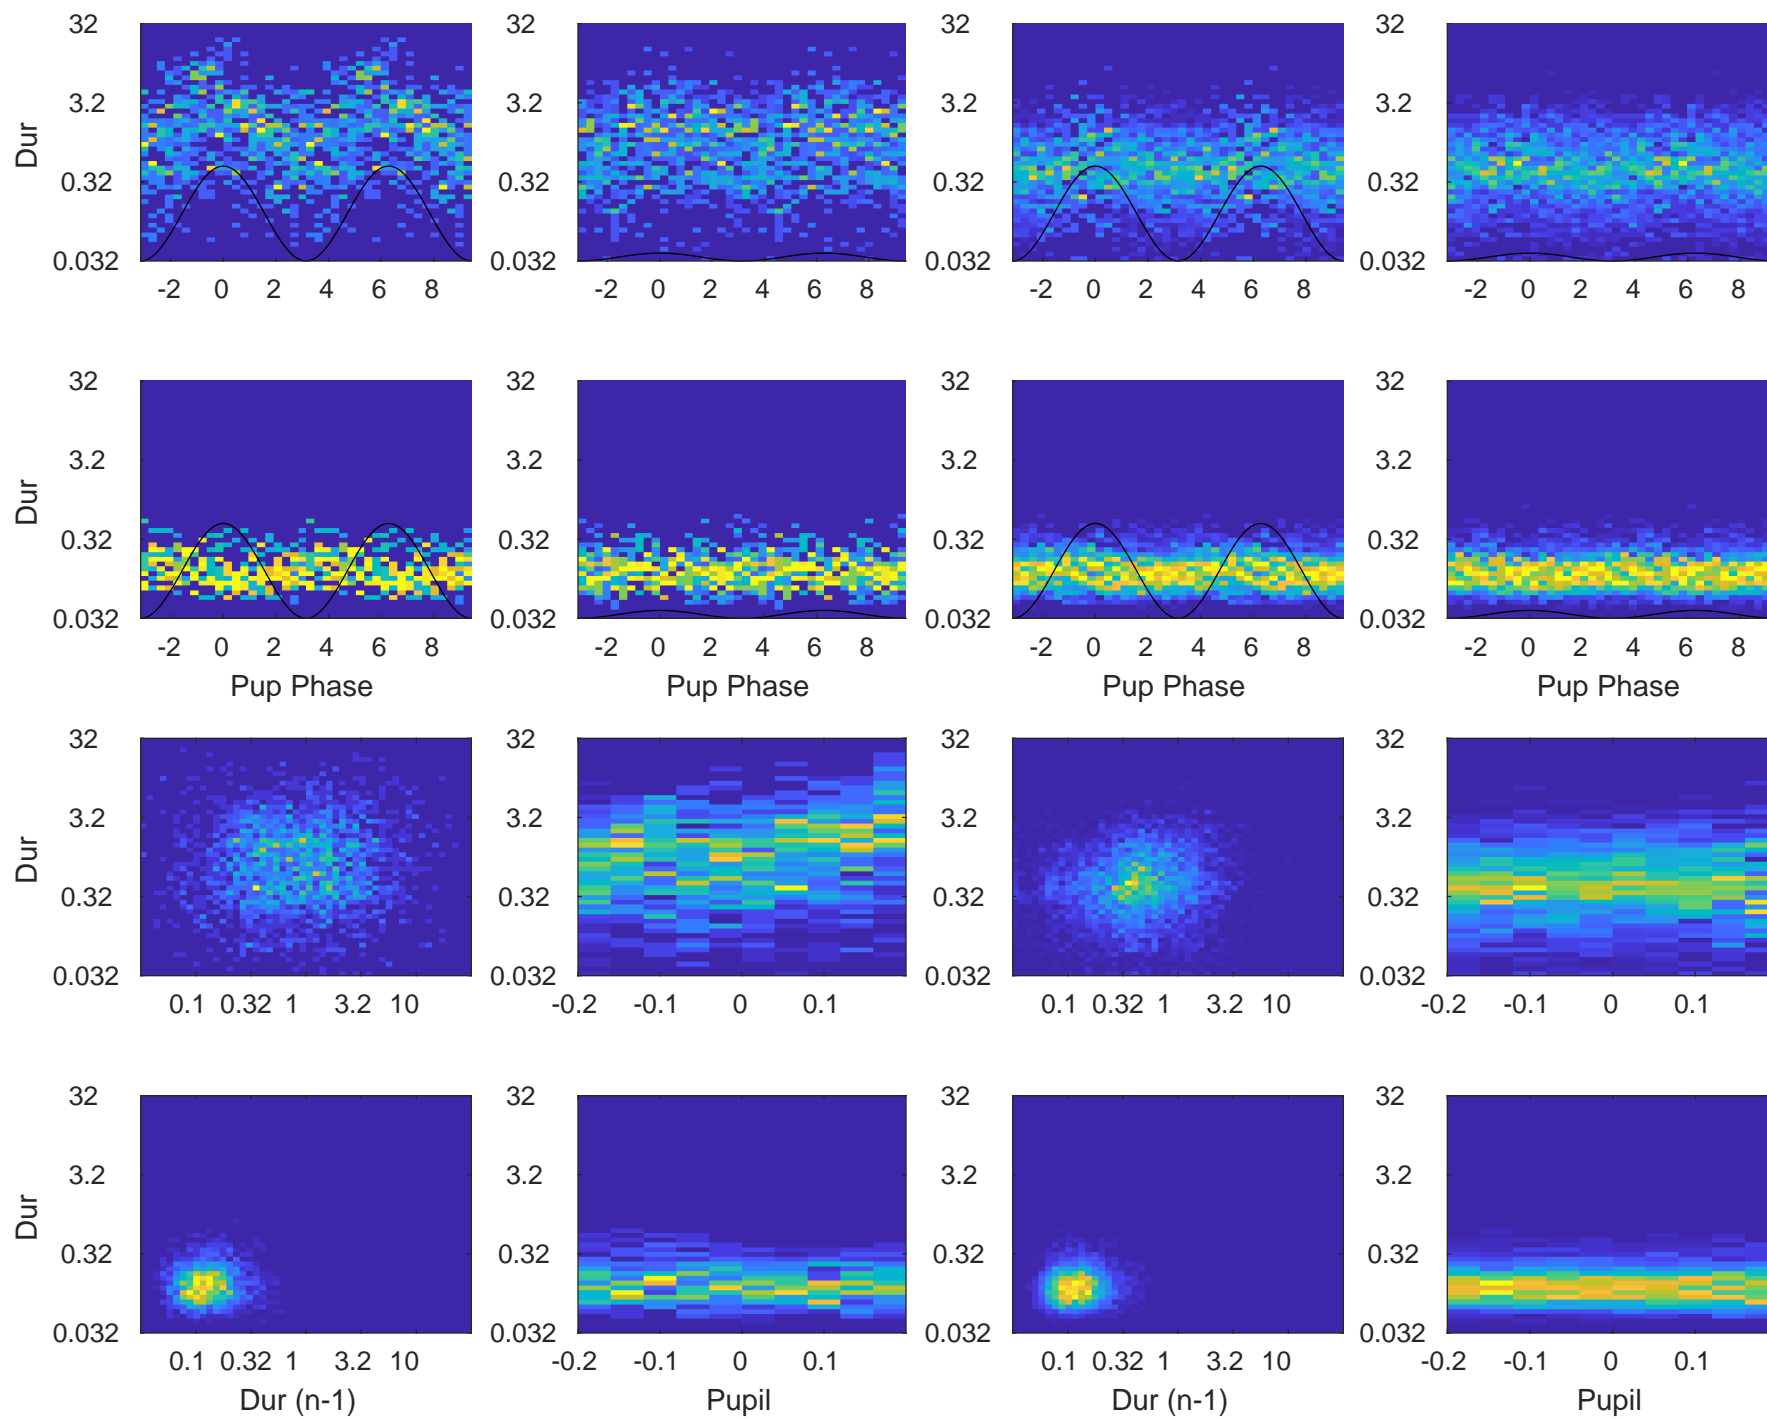 32 32 32 32
3.2 3.2 3.2 3.2
Dur
0.32 0.32 0.32 0.32
0.032 0.032 0.032 0.032
-2 0 2 4 6 8 -2 0 2 4 6 8 -2 0 2 4 6 8 -2 0 2 4 6 8
32 32 32 32
3.2 3.2 3.2 3.2
Dur
0.32 0.32 0.32 0.32
0.032 0.032 0.032 0.032
-2 0 2 4 6 8 -2 0 2 4 6 8 -2 0 2 4 6 8 -2 0 2 4 6 8
Pup Phase Pup Phase Pup Phase Pup Phase
32 32 32 32
3.2 3.2 3.2 3.2
Dur
0.32 0.32 0.32 0.32
0.032 0.032 0.032 0.032
0.1 0.32 1 3.2 10 -0.2 -0.1 0 0.1 0.1 0.32 1 3.2 10 -0.2 -0.1 0 0.1
32 32 32 32
3.2 3.2 3.2 3.2
Dur
0.32 0.32 0.32 0.32
0.032 0.032 0.032 0.032
0.1 0.32 1 3.2 10 -0.2 -0.1 0 0.1 0.1 0.32 1 3.2 10 -0.2 -0.1 0 0.1
Dur (n-1) Pupil Dur (n-1) Pupil